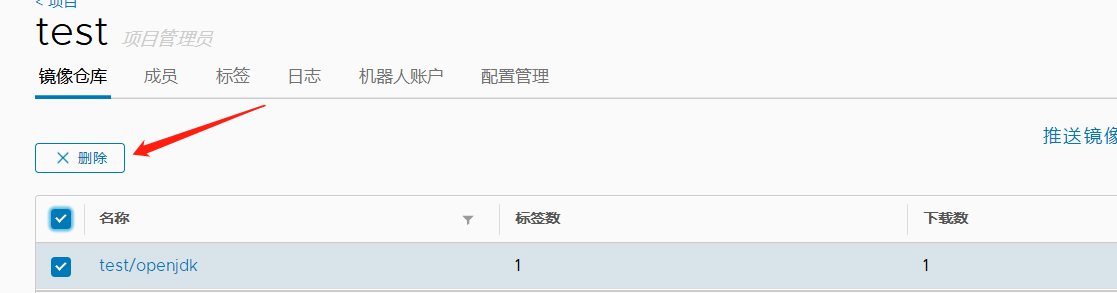 < 项目
test 项目管理员
镜像仓库 成员 标签 日志 机器人账户 配置管理
推送镜像
× 删除
名称 标签数 下载数
test/openjdk 1 1